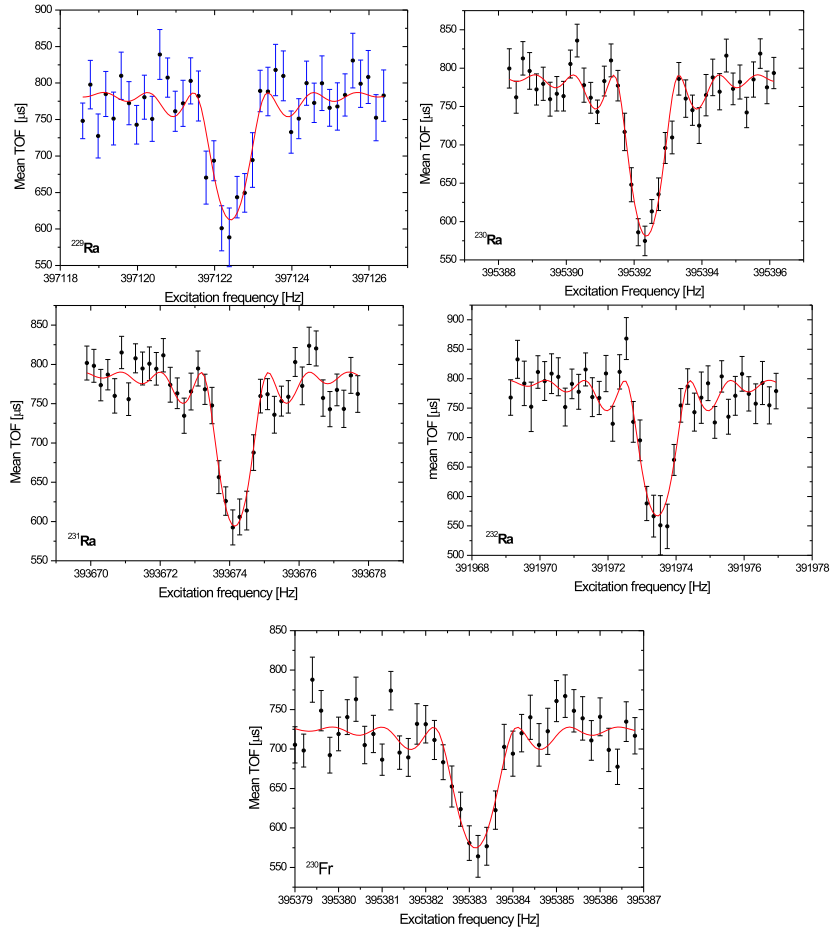 900
850
800
750
700
650
600
550
Mean TOF [µs]
²²⁹Ra
397118 397120 397122 397124 397126
Excitation frequency [Hz]
850
800
750
700
650
600
550
Mean TOF [µs]
²³⁰Ra
395388 395390 395392 395394 395396
Excitation Frequency [Hz]
850
800
750
700
650
600
550
Mean TOF [µs]
²³¹Ra
393670 393672 393674 393676 393678
Excitation frequency [Hz]
900
850
800
750
700
650
600
550
500
mean TOF [µs]
²³²Ra
391968 391970 391972 391974 391976 391978
Excitation frequency [Hz]
850
800
750
700
650
600
550
Mean TOF [µs]
²³⁰Fr
395379 395380 395381 395382 395383 395384 395385 395386 395387
Excitation frequency [Hz]